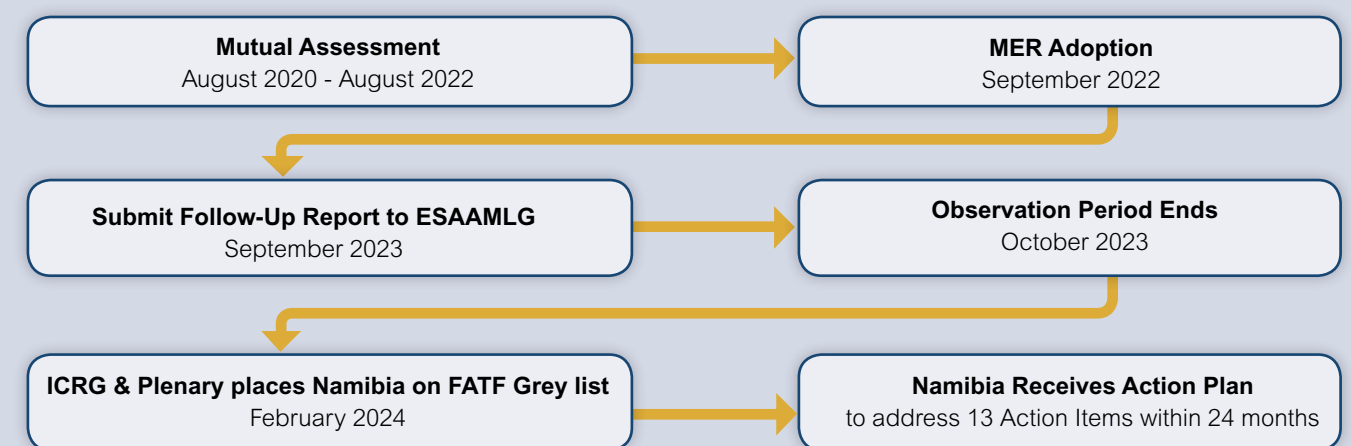 Mutual Assessment
August 2020 - August 2022
MER Adoption
September 2022
Submit Follow-Up Report to ESAAMLG
September 2023
Observation Period Ends
October 2023
ICRG & Plenary places Namibia on FATF Grey list
February 2024
Namibia Receives Action Plan
to address 13 Action Items within 24 months